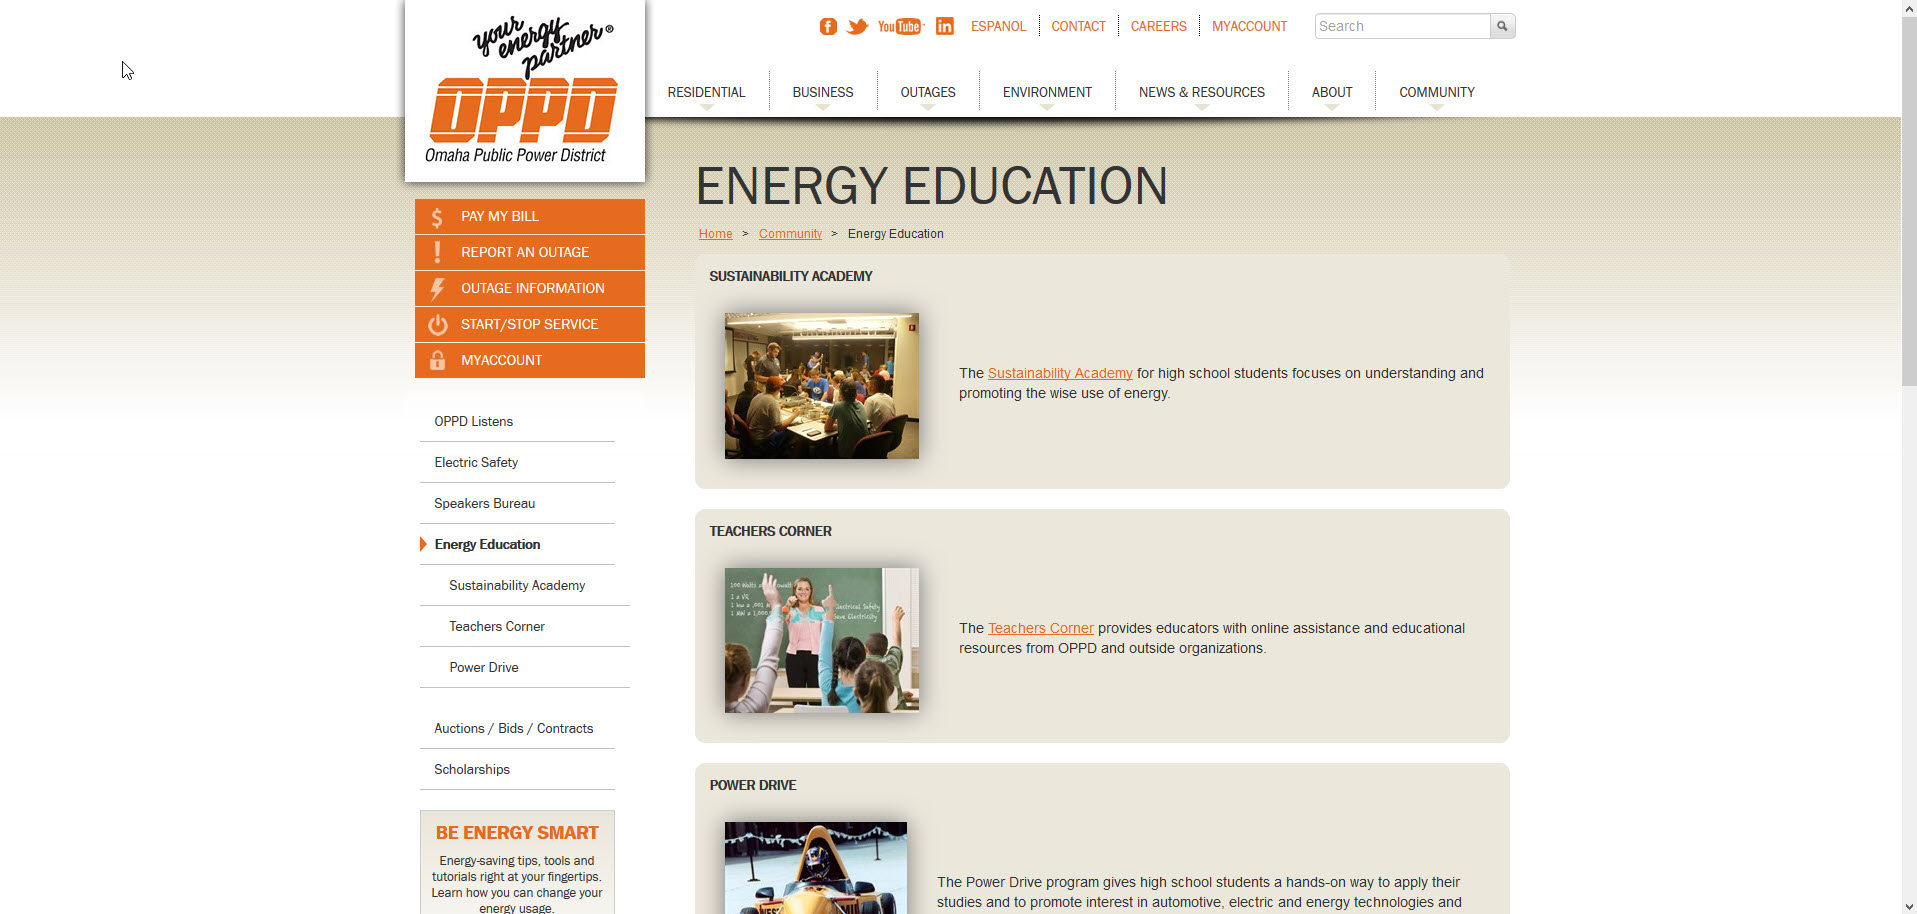 your energy partner®
OPPD
Omaha Public Power District
YouTube
ESPANOL
CONTACT
CAREERS
MYACCOUNT
Search
RESIDENTIAL
BUSINESS
OUTAGES
ENVIRONMENT
NEWS & RESOURCES
ABOUT
COMMUNITY
PAY MY BILL
REPORT AN OUTAGE
OUTAGE INFORMATION
START/STOP SERVICE
MYACCOUNT
OPPD Listens
Electric Safety
Speakers Bureau
Energy Education
Sustainability Academy
Teachers Corner
Power Drive
Auctions / Bids / Contracts
Scholarships
BE ENERGY SMART
Energy-saving tips, tools and
tutorials right at your fingertips.
Learn how you can change your
energy usage.
ENERGY EDUCATION
Home > Community > Energy Education
SUSTAINABILITY ACADEMY
The Sustainability Academy for high school students focuses on understanding and
promoting the wise use of energy.
TEACHERS CORNER
The Teachers Corner provides educators with online assistance and educational
resources from OPPD and outside organizations.
POWER DRIVE
The Power Drive program gives high school students a hands-on way to apply their
studies and to promote interest in automotive, electric and energy technologies and